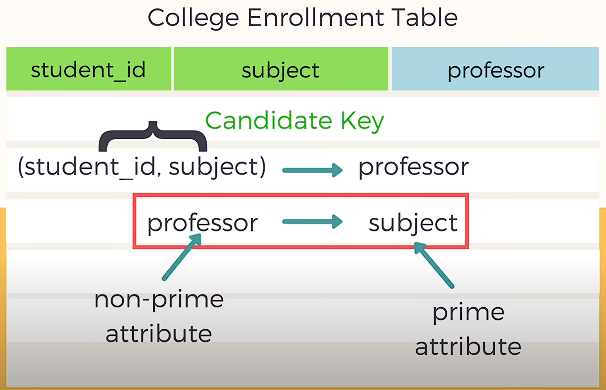 College Enrollment Table
student_id subject professor
Candidate Key
(student_id, subject) professor
professor subject
non-prime
attribute
prime
attribute